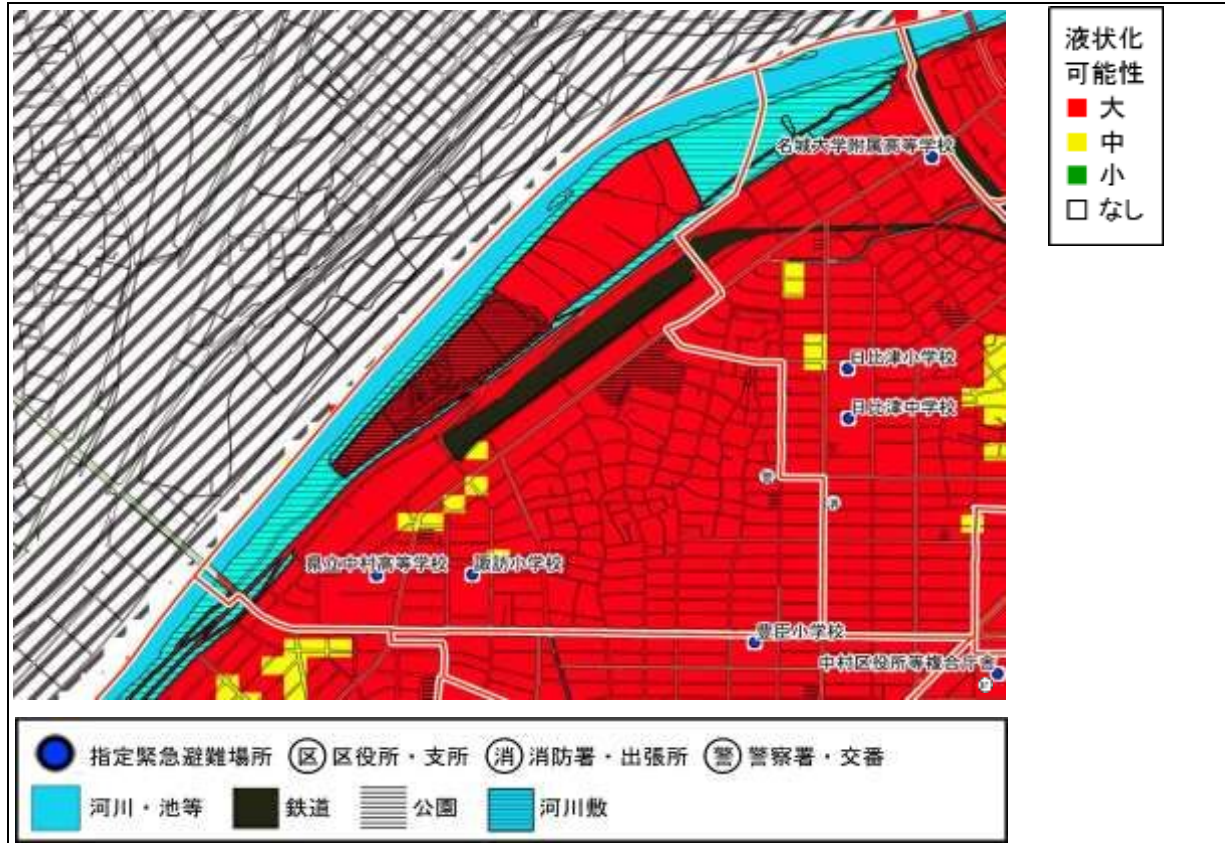 液状化
可能性
大
中
小
なし
名城大学附属高等学校
日比津小学校
日比津中学校
警
消
県立中村高等学校
諏訪小学校
豊臣小学校
中村区役所等複合庁舎
指定緊急避難場所
区 区役所・支所
消 消防署・出張所
警 警察署・交番
河川・池等
鉄道
公園
河川敷